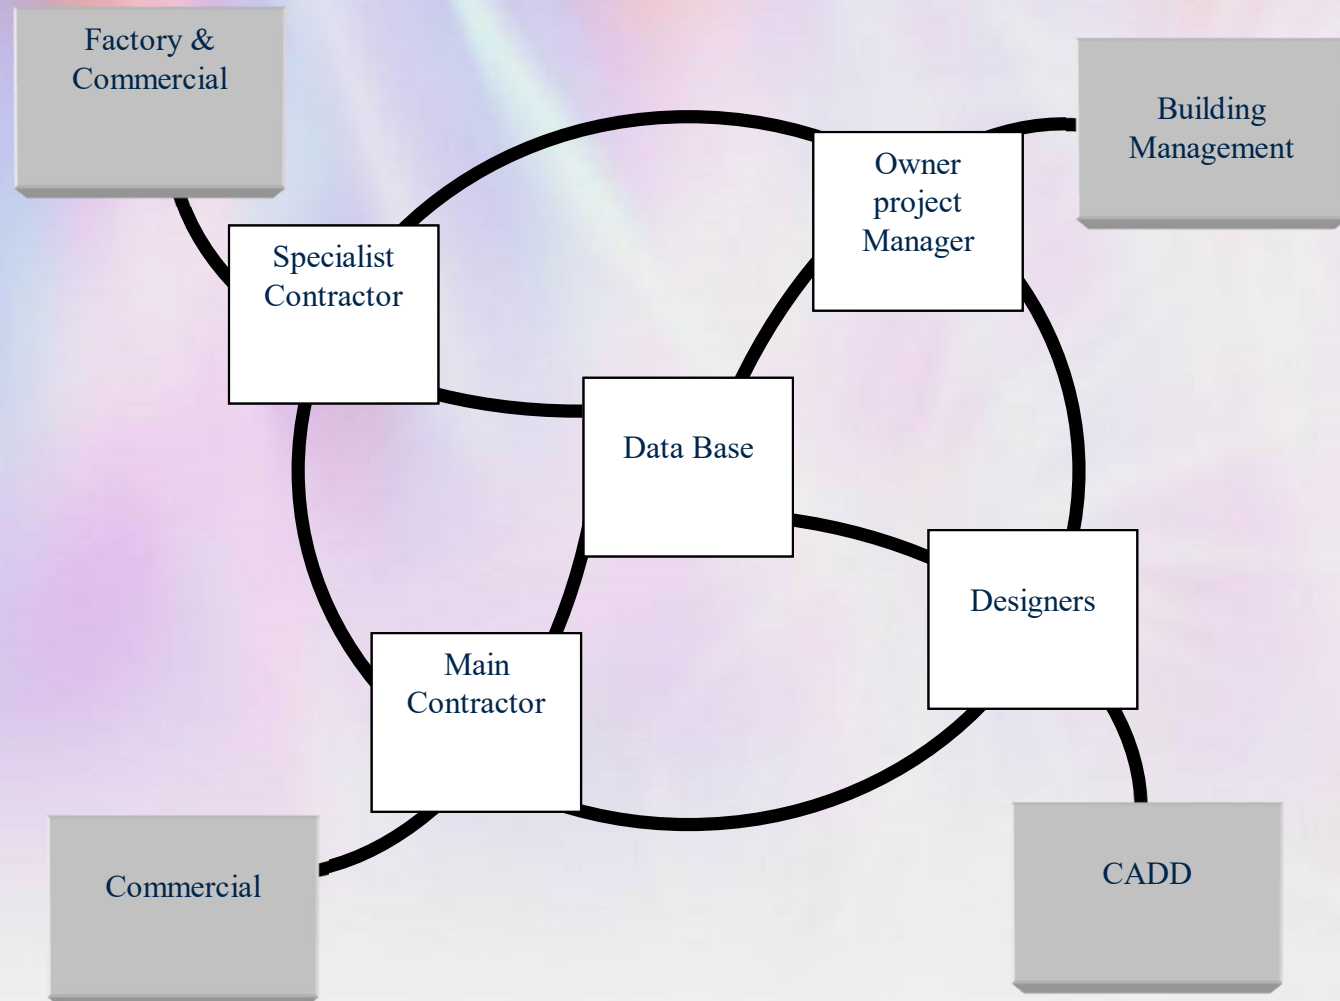 Factory &
Commercial
Building
Management
Owner
project
Manager
Specialist
Contractor
Data Base
Designers
Main
Contractor
Commercial
CADD